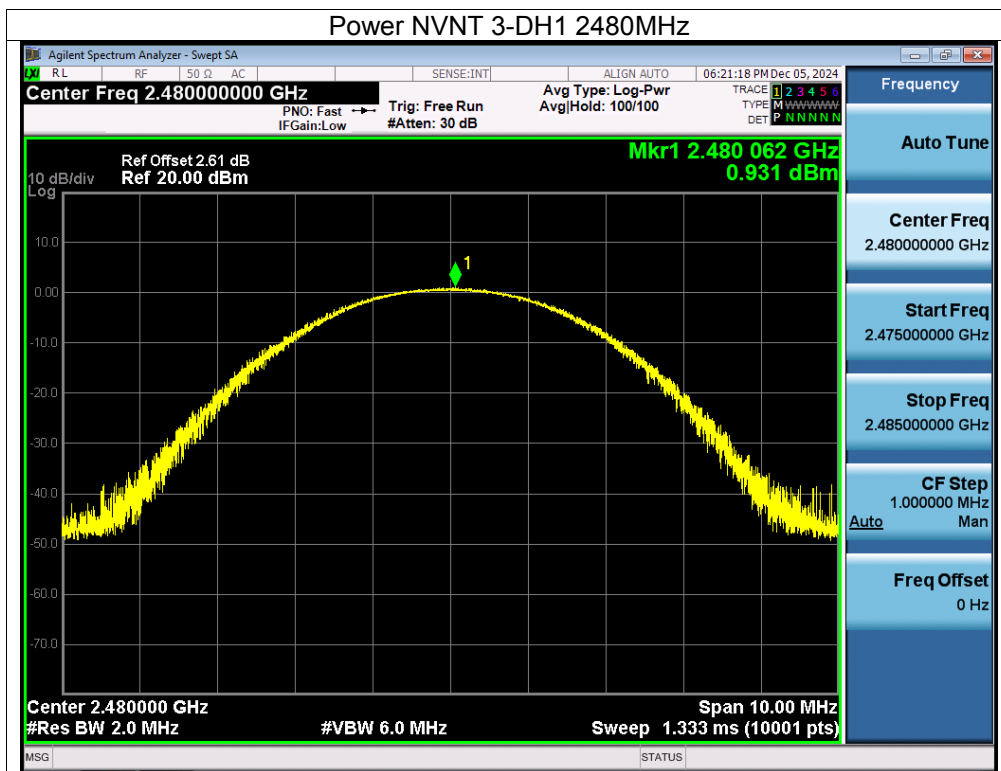 Power NVNT 3-DH1 2480MHz
Agilent Spectrum Analyzer - Swept SA
LXI RL RF 50 Ω AC SENSE:INT ALIGN AUTO 06:21:18 PM Dec 05, 2024
Center Freq 2.480000000 GHz
PNO: Fast
IFGain:Low
Trig: Free Run
#Atten: 30 dB
Avg Type: Log-Pwr
Avg|Hold: 100/100
TRACE 1 2 3 4 5 6
TYPE M WWWWW
DET P N N N N N
Ref Offset 2.61 dB
10 dB/div Ref 20.00 dBm
Log
Mkr1 2.480 062 GHz
0.931 dBm
1
10.0
0.00
-10.0
-20.0
-30.0
-40.0
-50.0
-60.0
-70.0
Center 2.480000 GHz Span 10.00 MHz
#Res BW 2.0 MHz #VBW 6.0 MHz Sweep 1.333 ms (10001 pts)
MSG STATUS
Frequency
Auto Tune
Center Freq
2.480000000 GHz
Start Freq
2.475000000 GHz
Stop Freq
2.485000000 GHz
CF Step
1.000000 MHz
Auto Man
Freq Offset
0 Hz